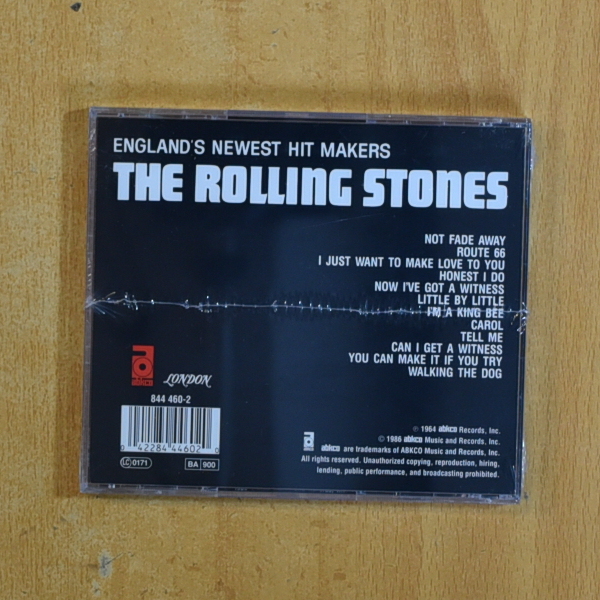 ENGLAND'S NEWEST HIT MAKERS
THE ROLLING STONES
NOT FADE AWAY
ROUTE 66
I JUST WANT TO MAKE LOVE TO YOU
HONEST I DO
NOW I'VE GOT A WITNESS
LITTLE BY LITTLE
I'M A KING BEE
CAROL
TELL ME
CAN I GET A WITNESS
YOU CAN MAKE IT IF YOU TRY
WALKING THE DOG
abkco
LONDON
844 460-2
0 42284 44602 0
LC 0171
BA 900
℗ 1964 abkco Records, Inc.
© 1986 abkco Music and Records, Inc.
abkco are trademarks of ABKCO Music and Records, Inc.
All rights reserved. Unauthorized copying, reproduction, hiring,
lending, public performance, and broadcasting prohibited.